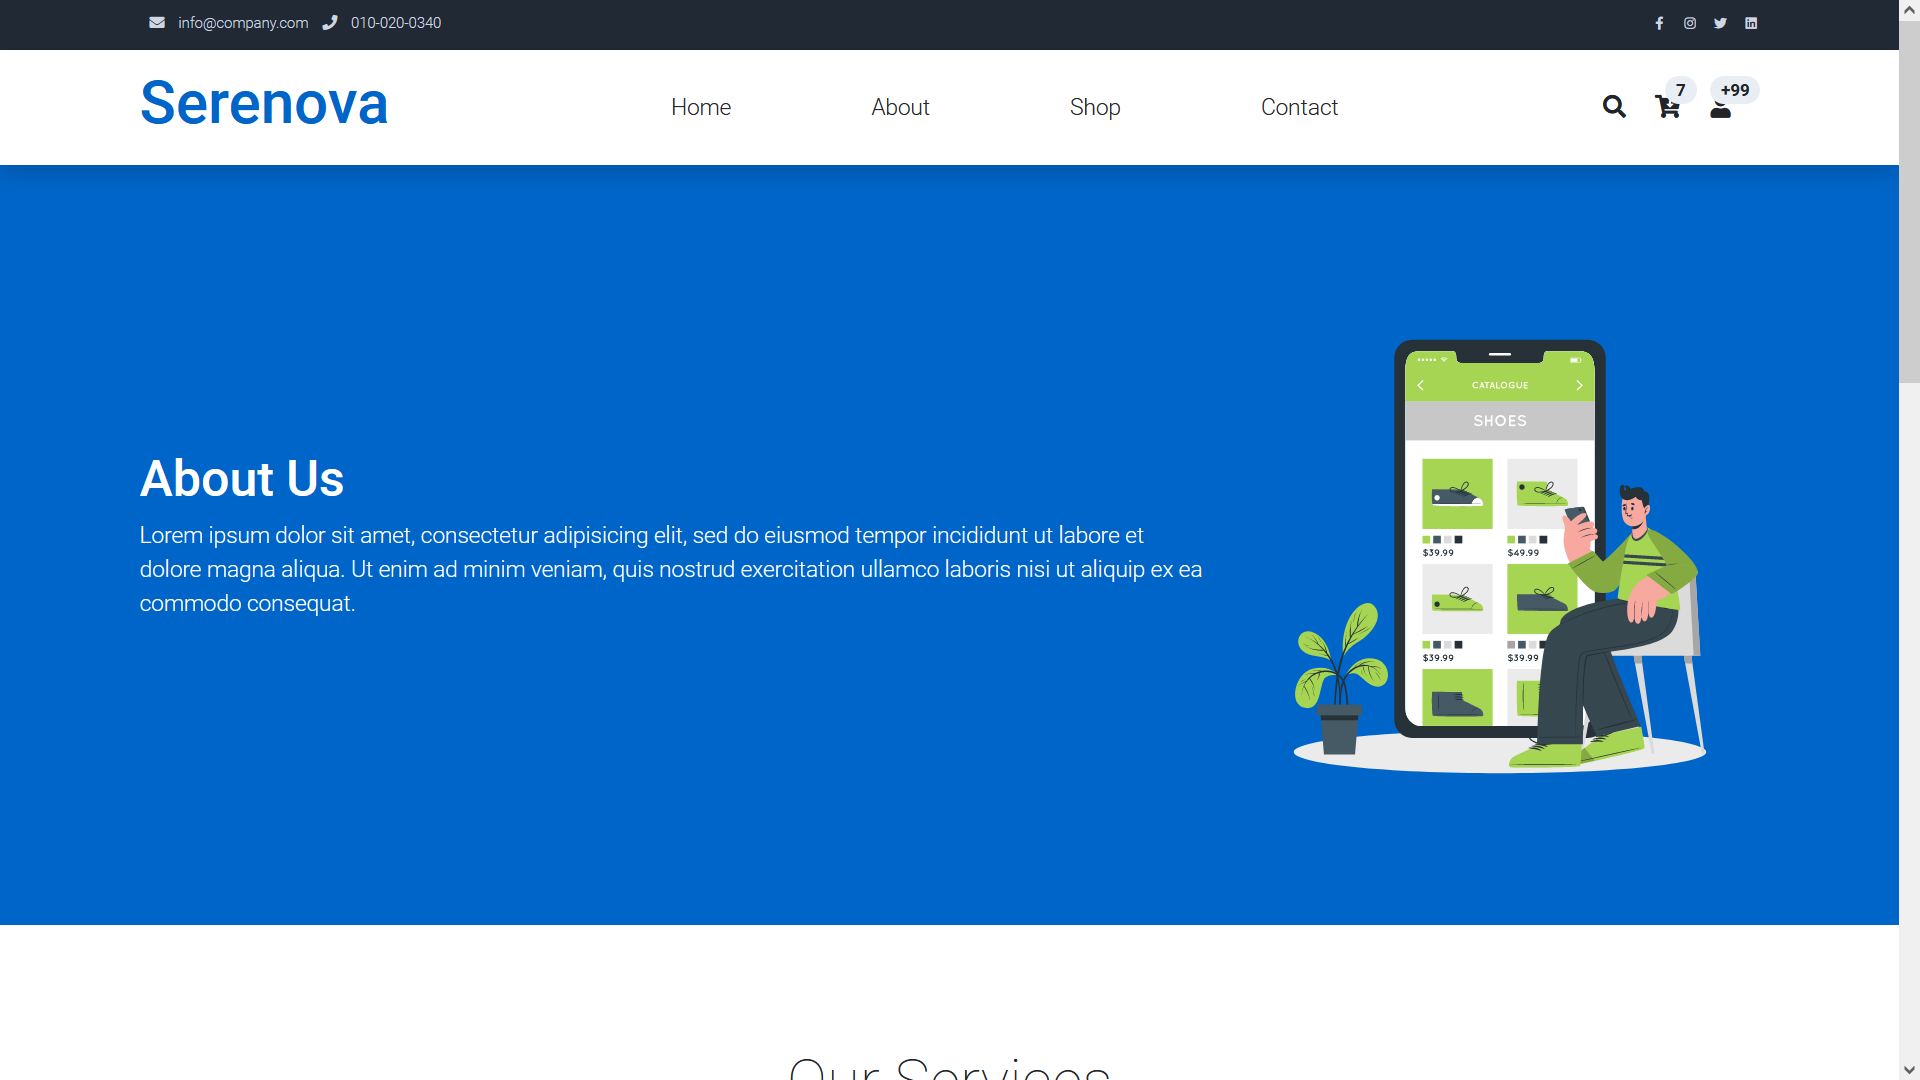 info@company.com 010-020-0340
Serenova
Home About Shop Contact
7 +99
CATALOGUE
SHOES
$39.99 $49.99
$39.99 $39.99
About Us
Lorem ipsum dolor sit amet, consectetur adipisicing elit, sed do eiusmod tempor incididunt ut labore et
dolore magna aliqua. Ut enim ad minim veniam, quis nostrud exercitation ullamco laboris nisi ut aliquip ex ea
commodo consequat.
Our Services